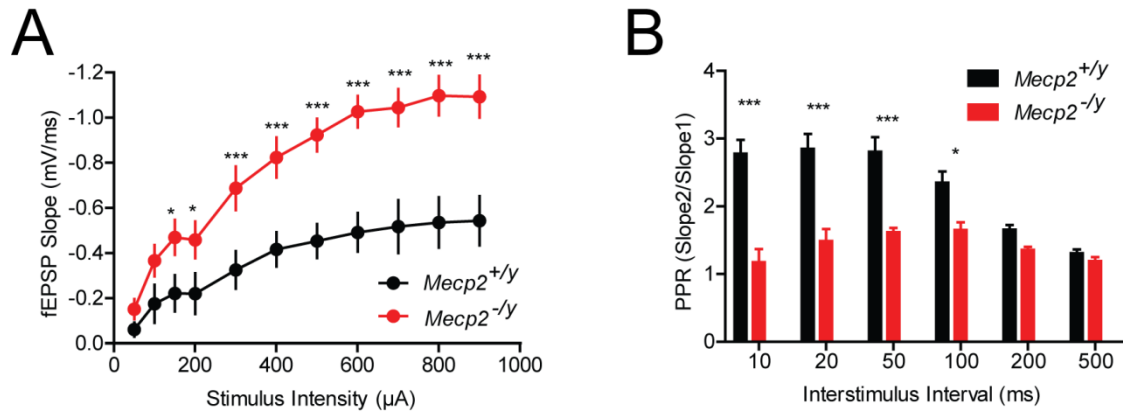 A
fEPSP Slope (mV/ms)
-1.2
-1.0
-0.8
-0.6
-0.4
-0.2
0.0
* * *** *** *** *** *** *** ***
Mecp2+/y
Mecp2-/y
0 200 400 600 800 1000
Stimulus Intensity (µA)
B
PPR (Slope2/Slope1)
4
3
2
1
0
*** *** *** *
Mecp2+/y
Mecp2-/y
10 20 50 100 200 500
Interstimulus Interval (ms)